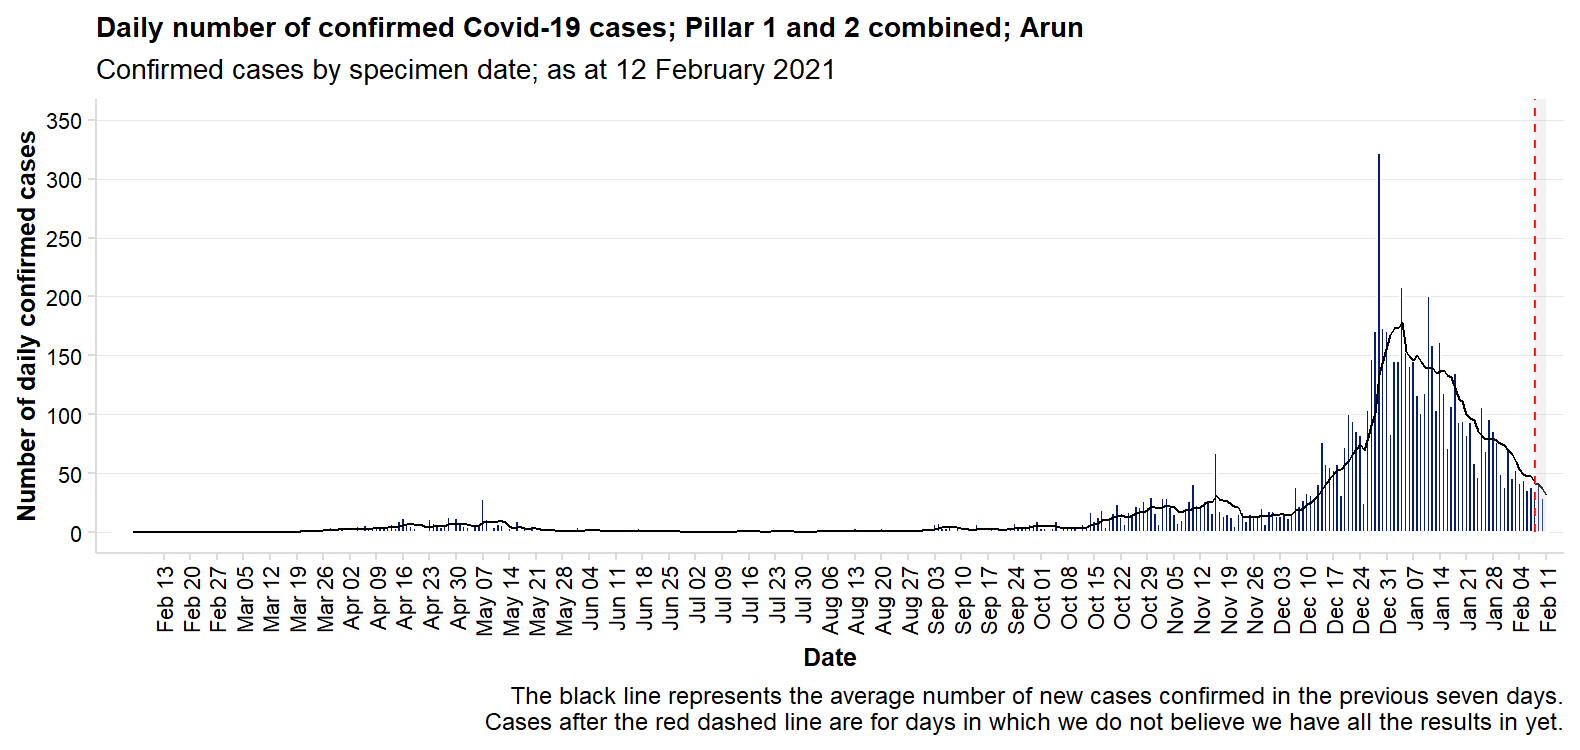 Daily number of confirmed Covid-19 cases; Pillar 1 and 2 combined; Arun
Confirmed cases by specimen date; as at 12 February 2021
Number of daily confirmed cases
350
300
250
200
150
100
50
0
Feb 13
Feb 20
Feb 27
Mar 05
Mar 12
Mar 19
Mar 26
Apr 02
Apr 09
Apr 16
Apr 23
Apr 30
May 07
May 14
May 21
May 28
Jun 04
Jun 11
Jun 18
Jun 25
Jul 02
Jul 09
Jul 16
Jul 23
Jul 30
Aug 06
Aug 13
Aug 20
Aug 27
Sep 03
Sep 10
Sep 17
Sep 24
Oct 01
Oct 08
Oct 15
Oct 22
Oct 29
Nov 05
Nov 12
Nov 19
Nov 26
Dec 03
Dec 10
Dec 17
Dec 24
Dec 31
Jan 07
Jan 14
Jan 21
Jan 28
Feb 04
Feb 11
Date
The black line represents the average number of new cases confirmed in the previous seven days.
Cases after the red dashed line are for days in which we do not believe we have all the results in yet.